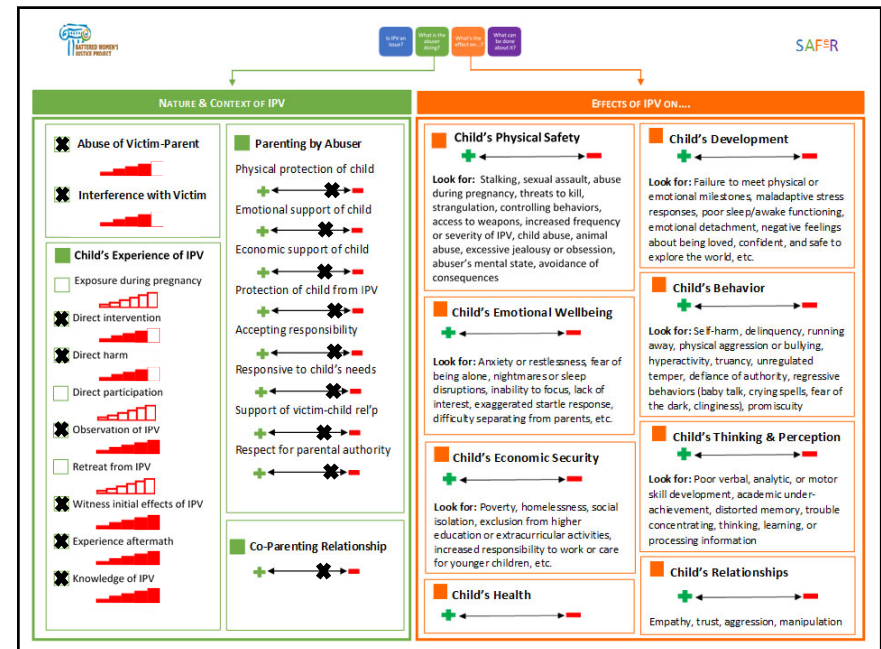 BATTERED WOMEN'S
JUSTICE PROJECT
Is IPV an
issue?
What is the
abuser
doing?
What's the
effect on...?
What can
be done
about it?
SAFeR
NATURE & CONTEXT OF IPV
Abuse of Victim-Parent
Interference with Victim
Child's Experience of IPV
Exposure during pregnancy
Direct intervention
Direct harm
Direct participation
Observation of IPV
Retreat from IPV
Witness initial effects of IPV
Experience aftermath
Knowledge of IPV
Parenting by Abuser
Physical protection of child
Emotional support of child
Economic support of child
Protection of child from IPV
Accepting responsibility
Responsive to child's needs
Support of victim-child rel'p
Respect for parental authority
Co-Parenting Relationship
EFFECTS OF IPV ON....
Child's Physical Safety
Look for: Stalking, sexual assault, abuse
during pregnancy, threats to kill,
strangulation, controlling behaviors,
access to weapons, increased frequency
or severity of IPV, child abuse, animal
abuse, excessive jealousy or obsession,
abuser's mental state, avoidance of
consequences
Child's Emotional Wellbeing
Look for: Anxiety or restlessness, fear of
being alone, nightmares or sleep
disruptions, inability to focus, lack of
interest, exaggerated startle response,
difficulty separating from parents, etc.
Child's Economic Security
Look for: Poverty, homelessness, social
isolation, exclusion from higher
education or extracurricular activities,
increased responsibility to work or care
for younger children, etc.
Child's Health
Child's Development
Look for: Failure to meet physical or
emotional milestones, maladaptive stress
responses, poor sleep/awake functioning,
emotional detachment, negative feelings
about being loved, confident, and safe to
explore the world, etc.
Child's Behavior
Look for: Self-harm, delinquency, running
away, physical aggression or bullying,
hyperactivity, truancy, unregulated
temper, defiance of authority, regressive
behaviors (baby talk, crying spells, fear of
the dark, clinginess), promiscuity
Child's Thinking & Perception
Look for: Poor verbal, analytic, or motor
skill development, academic under-
achievement, distorted memory, trouble
concentrating, thinking, learning, or
processing information
Child's Relationships
Empathy, trust, aggression, manipulation